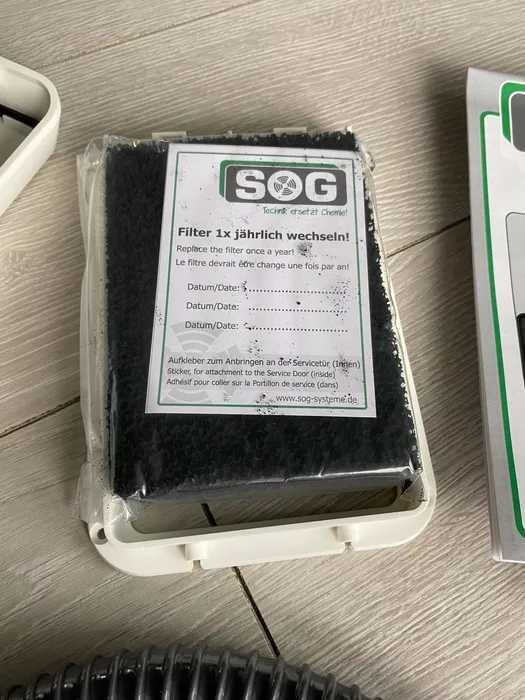 SOG
Technik ersetzt Chemie!
Filter 1x jährlich wechseln!
Replace the filter once a year!
Le filtre devrait être change une fois par an!
Datum/Date: ........................
Datum/Date: ........................
Datum/Date: ........................
Aufkleber zum Anbringen an der Servicetür (Innen)
Sticker, for attachment to the Service Door (inside)
Adhésif pour coller sur la Portillon de service (dans)
www.sog-systeme.de